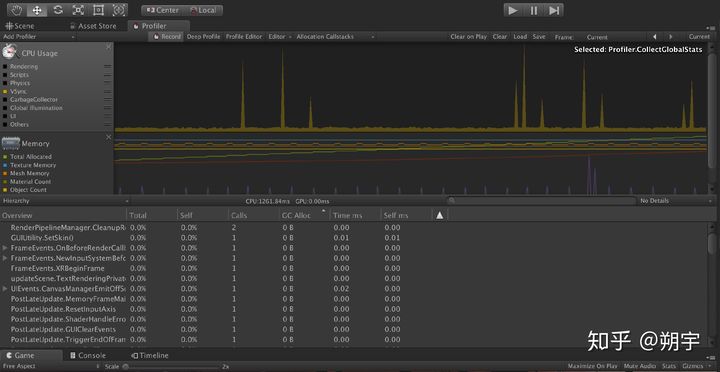 Center Local
Scene Asset Store Profiler
Add Profiler Record Deep Profile Profile Editor Editor Allocation Callstacks Clear on Play Clear Load Save Frame: Current Current
CPU Usage
Selected: Profiler.CollectGlobalStats
Rendering
Scripts
Physics
VSync
GarbageCollector
Global Illumination
UI
Others
Memory
Total Allocated
Texture Memory
Mesh Memory
Material Count
Object Count
Hierarchy CPU:1261.84ms GPU:0.00ms No Details
Overview Total Self Calls GC Alloc Time ms Self ms
RenderPipelineManager.CleanupR 0.0% 0.0% 2 0 B 0.00 0.00
GUIUtility.SetSkin() 0.0% 0.0% 1 0 B 0.01 0.01
FrameEvents.OnBeforeRenderCall 0.0% 0.0% 1 0 B 0.00 0.00
FrameEvents.NewInputSystemBefo 0.0% 0.0% 1 0 B 0.00 0.00
FrameEvents.XRBeginFrame 0.0% 0.0% 1 0 B 0.00 0.00
updateScene.TextRenderingPrivate 0.0% 0.0% 1 0 B 0.00 0.00
UIEvents.CanvasManagerEmitOffSc 0.0% 0.0% 1 0 B 0.02 0.00
PostLateUpdate.MemoryFrameMai 0.0% 0.0% 1 0 B 0.00 0.00
PostLateUpdate.ResetInputAxis 0.0% 0.0% 1 0 B 0.00 0.00
PostLateUpdate.ShaderHandleErro 0.0% 0.0% 1 0 B 0.00 0.00
PostLateUpdate.GUIClearEvents 0.0% 0.0% 1 0 B 0.00 0.00
PostLateUpdate.TriggerEndOfFram 0.0% 0.0% 1 0 B 0.00
知乎 @朔宇
Game Console Timeline
Free Aspect Scale 2x Maximize On Play Mute Audio Stats Gizmos